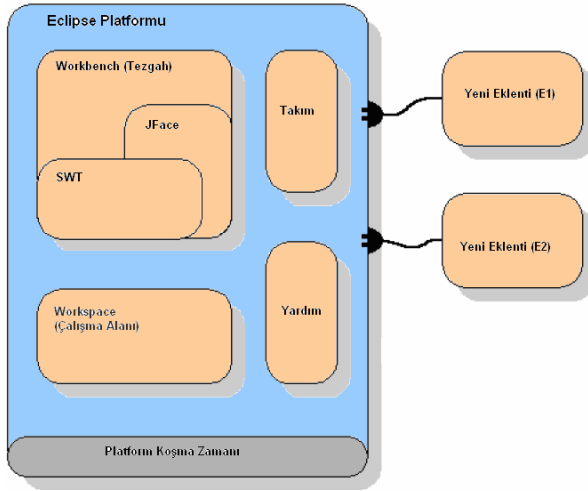 Eclipse Platformu
Workbench (Tezgah)
JFace
SWT
Takım
Yeni Eklenti (E1)
Yeni Eklenti (E2)
Workspace
(Çalışma Alanı)
Yardım
Platform Koşma Zamanı